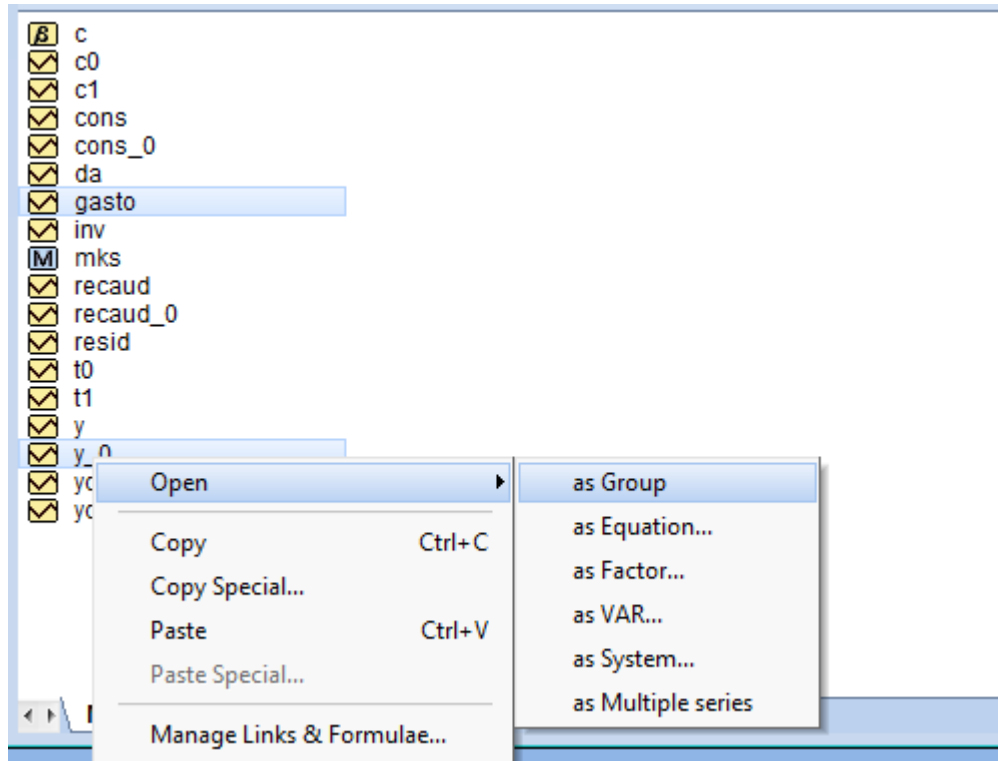 β c
c0
c1
cons
cons_0
da
gasto
inv
M mks
recaud
recaud_0
resid
t0
t1
y
y_0
Open
as Group
as Equation...
Copy Ctrl+C
as Factor...
Copy Special...
as VAR...
Paste Ctrl+V
as System...
Paste Special...
as Multiple series
Manage Links & Formulae...